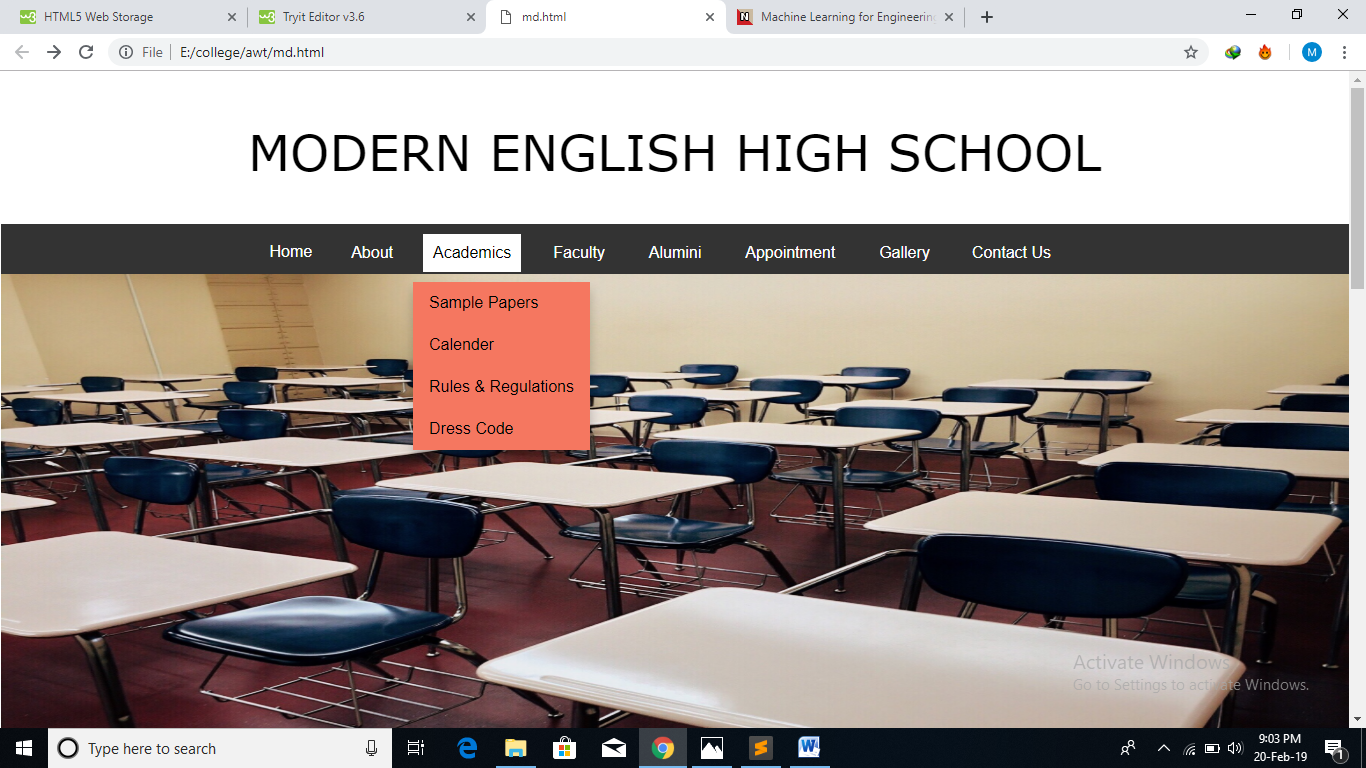 HTML5 Web Storage
Tryit Editor v3.6
md.html
Machine Learning for Engineering
File
E:/college/awt/md.html
M
MODERN ENGLISH HIGH SCHOOL
Home About Academics Faculty Alumini Appointment Gallery Contact Us
Sample Papers
Calender
Rules & Regulations
Dress Code
Activate Windows
Go to Settings to activate Windows.
Type here to search
9:03 PM
20-Feb-19
1